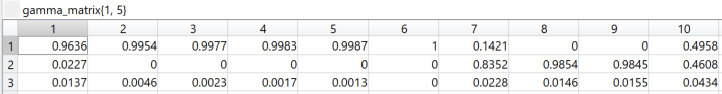 gamma_matrix{1, 5}
1 2 3 4 5 6 7 8 9 10
1 0.9636 0.9954 0.9977 0.9983 0.9987 1 0.1421 0 0 0.4958
2 0.0227 0 0 0 0 0 0.8352 0.9854 0.9845 0.4608
3 0.0137 0.0046 0.0023 0.0017 0.0013 0 0.0228 0.0146 0.0155 0.0434